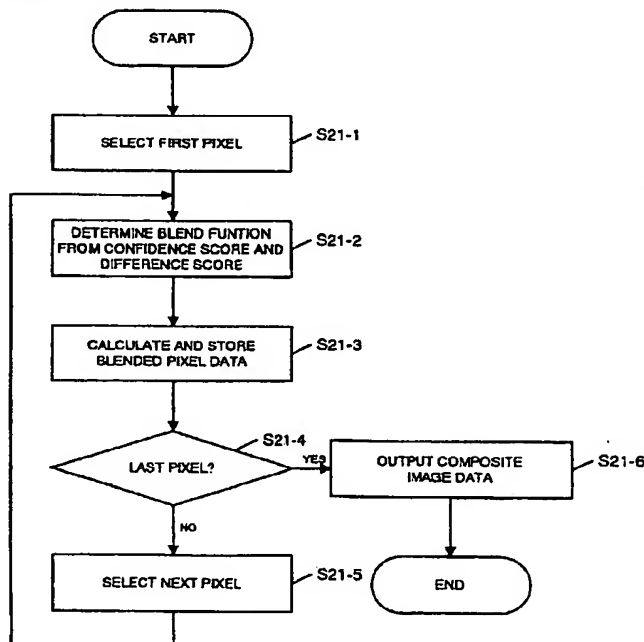 START
SELECT FIRST PIXEL
S21-1
DETERMINE BLEND FUNTION
FROM CONFIDENCE SCORE AND
DIFFERENCE SCORE
S21-2
CALCULATE AND STORE
BLENDED PIXEL DATA
S21-3
S21-4
LAST PIXEL?
YES
OUTPUT COMPOSITE
IMAGE DATA
S21-6
NO
SELECT NEXT PIXEL
S21-5
END